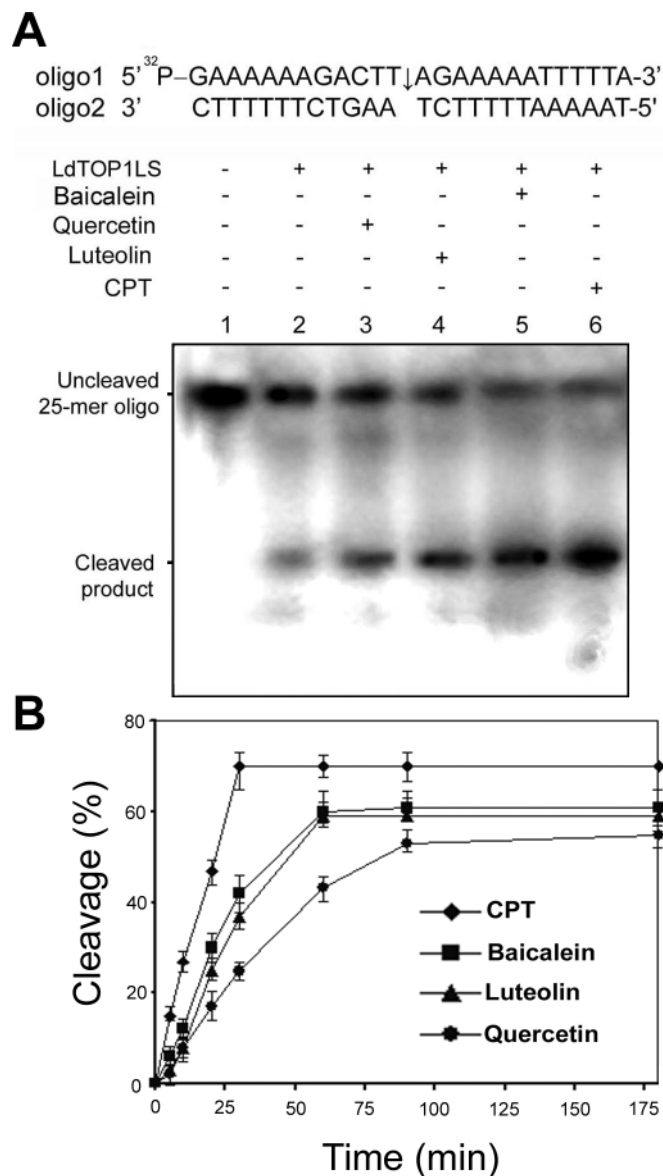 A
oligo1 5’ ³²P–GAAAAAAGACTT↓AGAAAAATTTTTA-3’
oligo2 3’ CTTTTTTCTGAA TCTTTTTAAAAAT-5’
LdTOP1LS - + + + + +
Baicalein - - - - + -
Quercetin - - + - - -
Luteolin - - - + - -
CPT - - - - - +
1 2 3 4 5 6
Uncleaved
25-mer oligo
Cleaved
product
B
Cleavage (%)
80
60
40
20
0
CPT
Baicalein
Luteolin
Quercetin
0 25 50 75 100 125 150 175
Time (min)